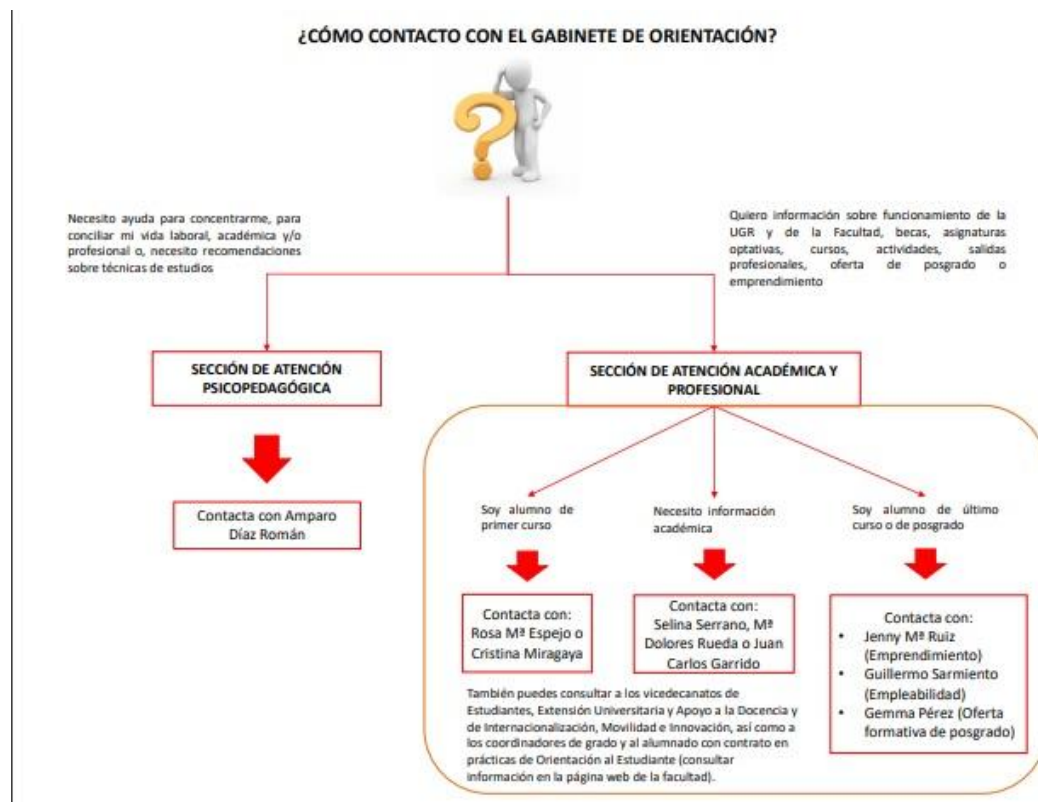 ¿CÓMO CONTACTO CON EL GABINETE DE ORIENTACIÓN?
Necesito ayuda para concentrarme, para
conciliar mi vida laboral, académica y/o
profesional o, necesito recomendaciones
sobre técnicas de estudios
Quiero información sobre funcionamiento de la
UGR y de la Facultad, becas, asignaturas
optativas, cursos, actividades, salidas
profesionales, oferta de posgrado o
emprendimiento
SECCIÓN DE ATENCIÓN
PSICOPEDAGÓGICA
SECCIÓN DE ATENCIÓN ACADÉMICA Y
PROFESIONAL
Contacta con Amparo
Díaz Román
Soy alumno de
primer curso
Necesito información
académica
Soy alumno de último
curso o de posgrado
Contacta con:
Rosa Mª Espejo o
Cristina Miragaya
Contacta con:
Selina Serrano, Mª
Dolores Rueda o Juan
Carlos Garrido
Contacta con:
• Jenny Mª Ruiz
(Emprendimiento)
• Guillermo Sarmiento
(Empleabilidad)
• Gemma Pérez (Oferta
formativa de posgrado)
También puedes consultar a los vicedecanatos de
Estudiantes, Extensión Universitaria y Apoyo a la Docencia y
de Internacionalización, Movilidad e Innovación, así como a
los coordinadores de grado y al alumnado con contrato en
prácticas de Orientación al Estudiante (consultar
información en la página web de la facultad).